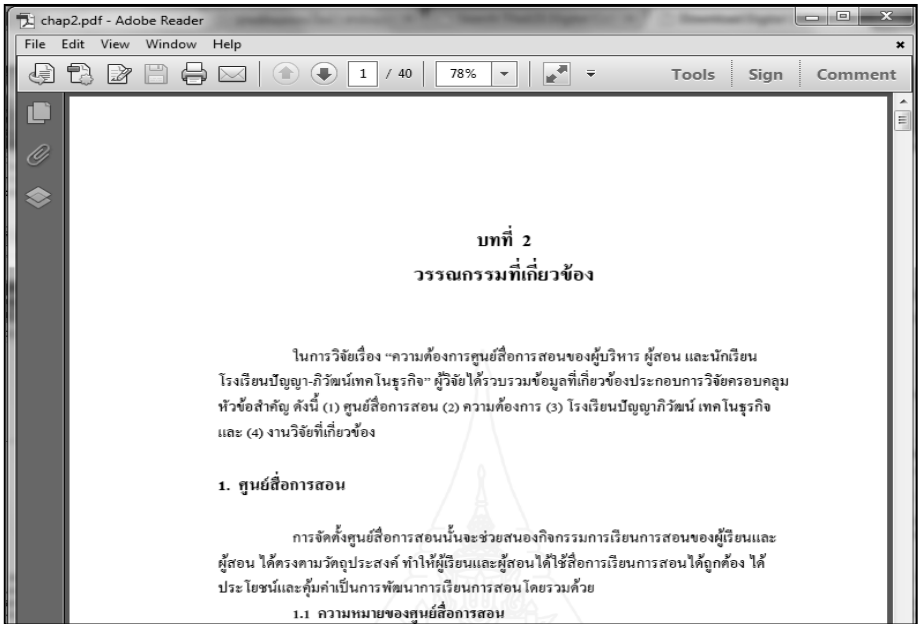 chap2.pdf - Adobe Reader
File Edit View Window Help
1 / 40 78% Tools Sign Comment
บทที่ 2
วรรณกรรมที่เกี่ยวข้อง
ในการวิจัยเรื่อง “ความต้องการศูนย์สื่อการสอนของผู้บริหาร ผู้สอน และนักเรียน
โรงเรียนปัญญา-ภิวัฒน์เทคโนธุรกิจ” ผู้วิจัยได้รวบรวมข้อมูลที่เกี่ยวข้องประกอบการวิจัยครอบคลุม
หัวข้อสำคัญ ดังนี้ (1) ศูนย์สื่อการสอน (2) ความต้องการ (3) โรงเรียนปัญญาภิวัฒน์ เทคโนธุรกิจ
และ (4) งานวิจัยที่เกี่ยวข้อง
1. ศูนย์สื่อการสอน
การจัดตั้งศูนย์สื่อการสอนนั้นจะช่วยสนองกิจกรรมการเรียนการสอนของผู้เรียนและ
ผู้สอน ได้ตรงตามวัตถุประสงค์ ทำให้ผู้เรียนและผู้สอนได้ใช้สื่อการเรียนการสอนได้ถูกต้อง ได้
ประโยชน์และคุ้มค่าเป็นการพัฒนาการเรียนการสอนโดยรวมด้วย
1.1 ความหมายของศูนย์สื่อการสอน